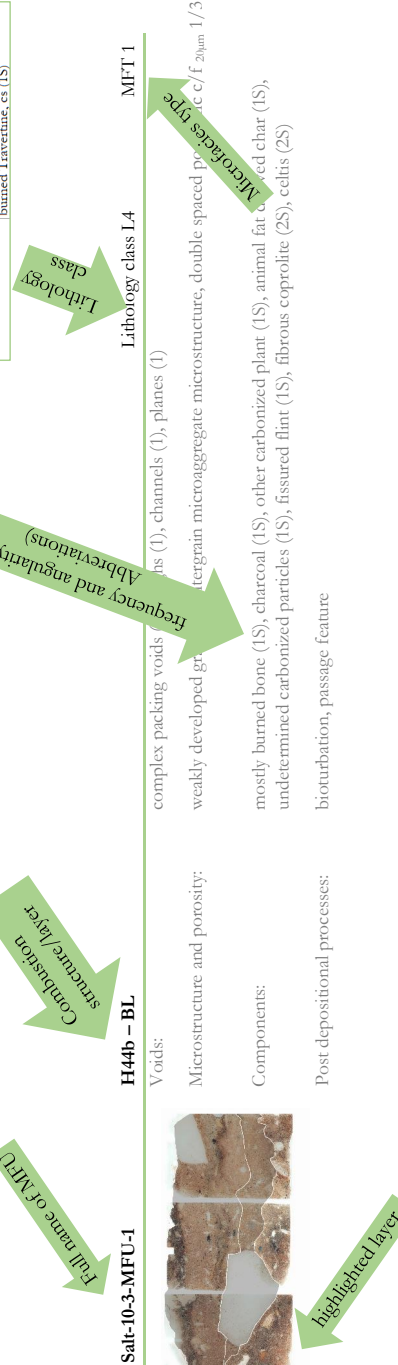 burned Travertine, cs (1S)
Full name of MFU
Combustion
structure/layer
frequency and angularity
Abbreviations)
Lithology
class
Salt-10-3-MFU-1
H44b – BL
Lithology class L4
MFT 1
Voids:
complex packing voids (1), channels (1), planes (1)
Microstructure and porosity:
weakly developed intergrain microaggregate microstructure, double spaced c/f 20µm 1/3
Microfacies type
Components:
mostly burned bone (1S), charcoal (1S), other carbonized plant (1S), animal fat char (1S),
undetermined carbonized particles (1S), fissured flint (1S), fibrous coprolite (2S), celtis (2S)
Post depositional processes:
bioturbation, passage feature
highlighted layer